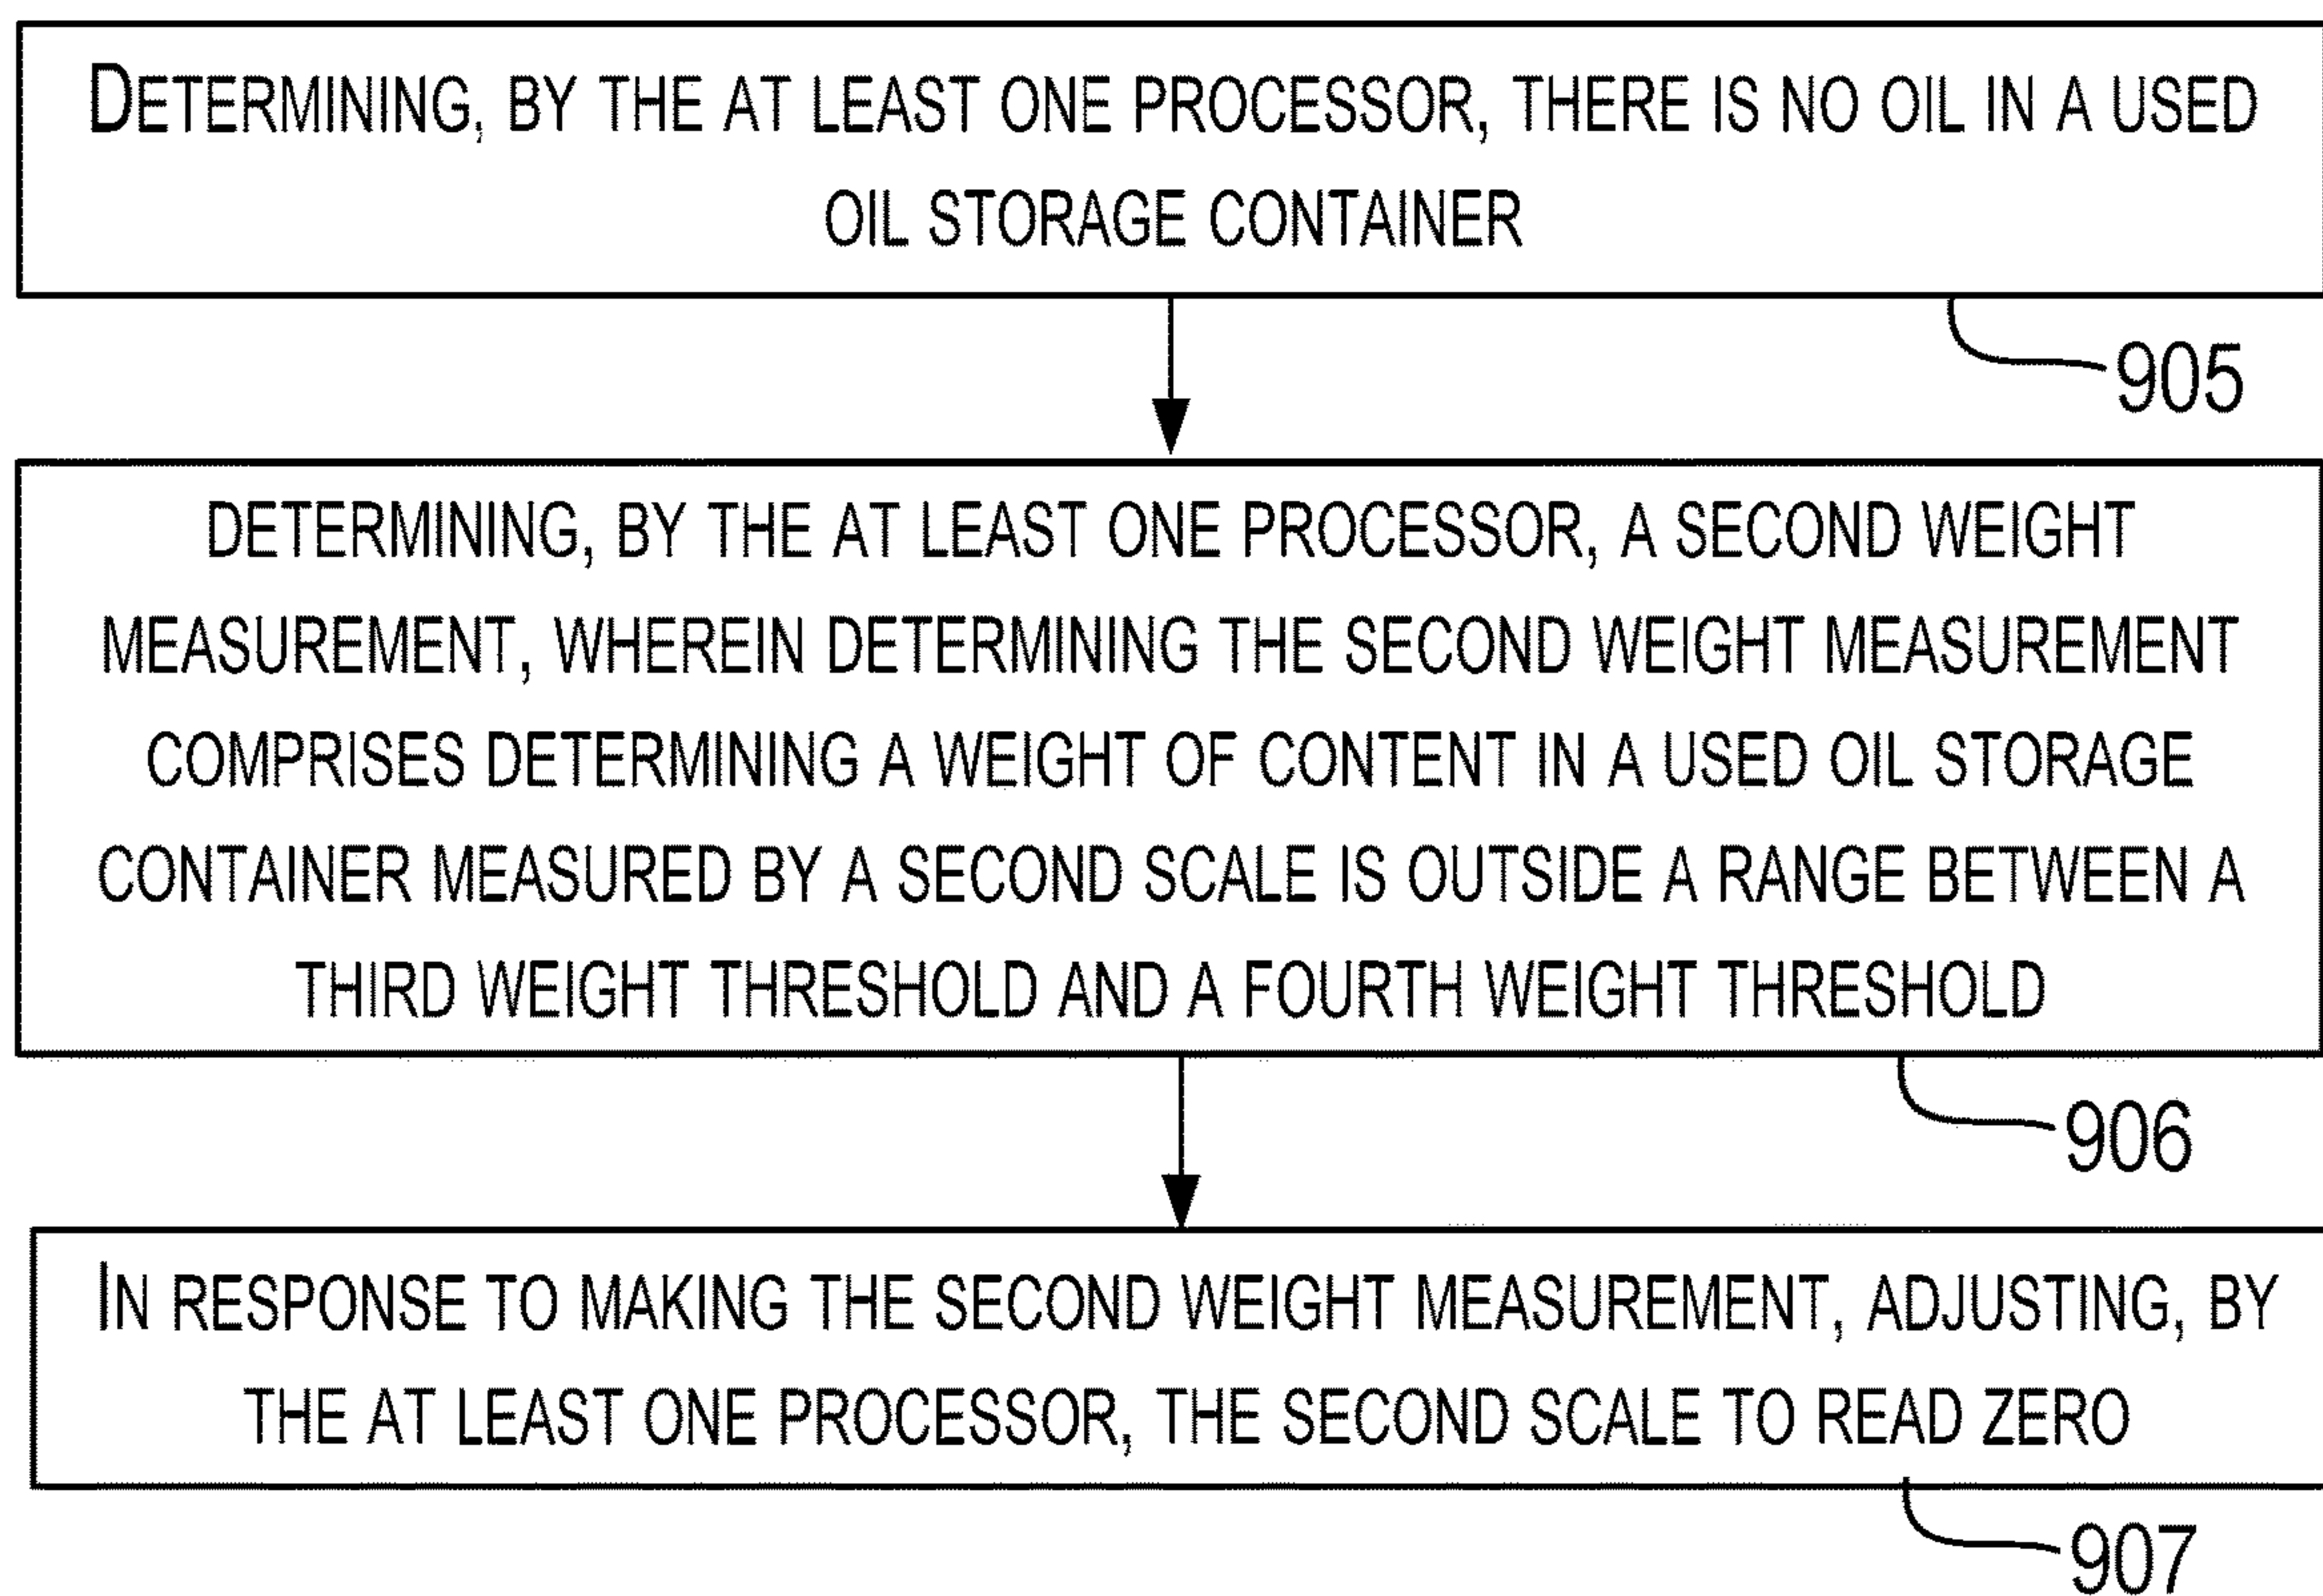 DETERMINING, BY THE AT LEAST ONE PROCESSOR, THERE IS NO OIL IN A USED
OIL STORAGE CONTAINER
905
DETERMINING, BY THE AT LEAST ONE PROCESSOR, A SECOND WEIGHT
MEASUREMENT, WHEREIN DETERMINING THE SECOND WEIGHT MEASUREMENT
COMPRISES DETERMINING A WEIGHT OF CONTENT IN A USED OIL STORAGE
CONTAINER MEASURED BY A SECOND SCALE IS OUTSIDE A RANGE BETWEEN A
THIRD WEIGHT THRESHOLD AND A FOURTH WEIGHT THRESHOLD
906
IN RESPONSE TO MAKING THE SECOND WEIGHT MEASUREMENT, ADJUSTING, BY
THE AT LEAST ONE PROCESSOR, THE SECOND SCALE TO READ ZERO
907